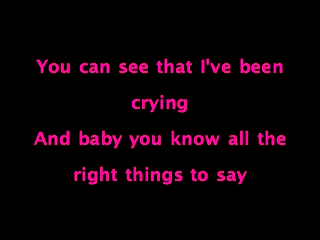 You can see that I've been
crying
And baby you know all the
right things to say